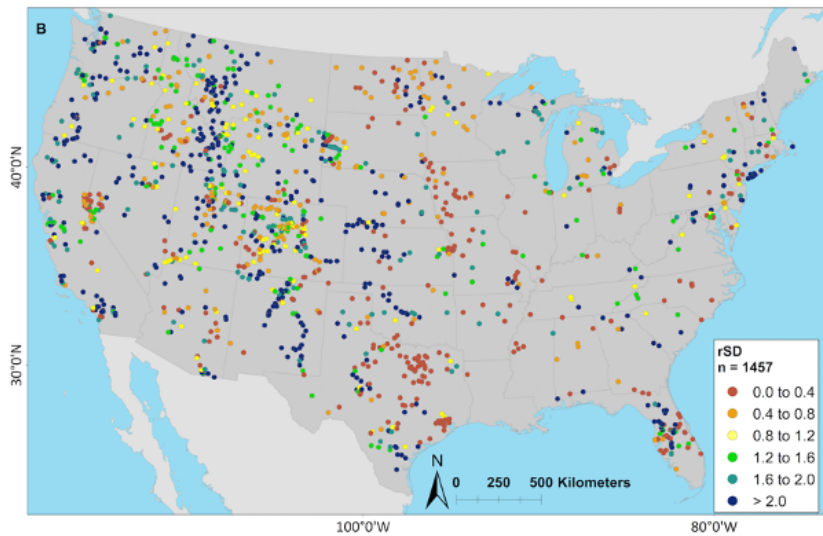 B
40°0'N
30°0'N
rSD
n = 1457
0.0 to 0.4
0.4 to 0.8
0.8 to 1.2
1.2 to 1.6
1.6 to 2.0
> 2.0
N
0 250 500 Kilometers
100°0'W 80°0'W